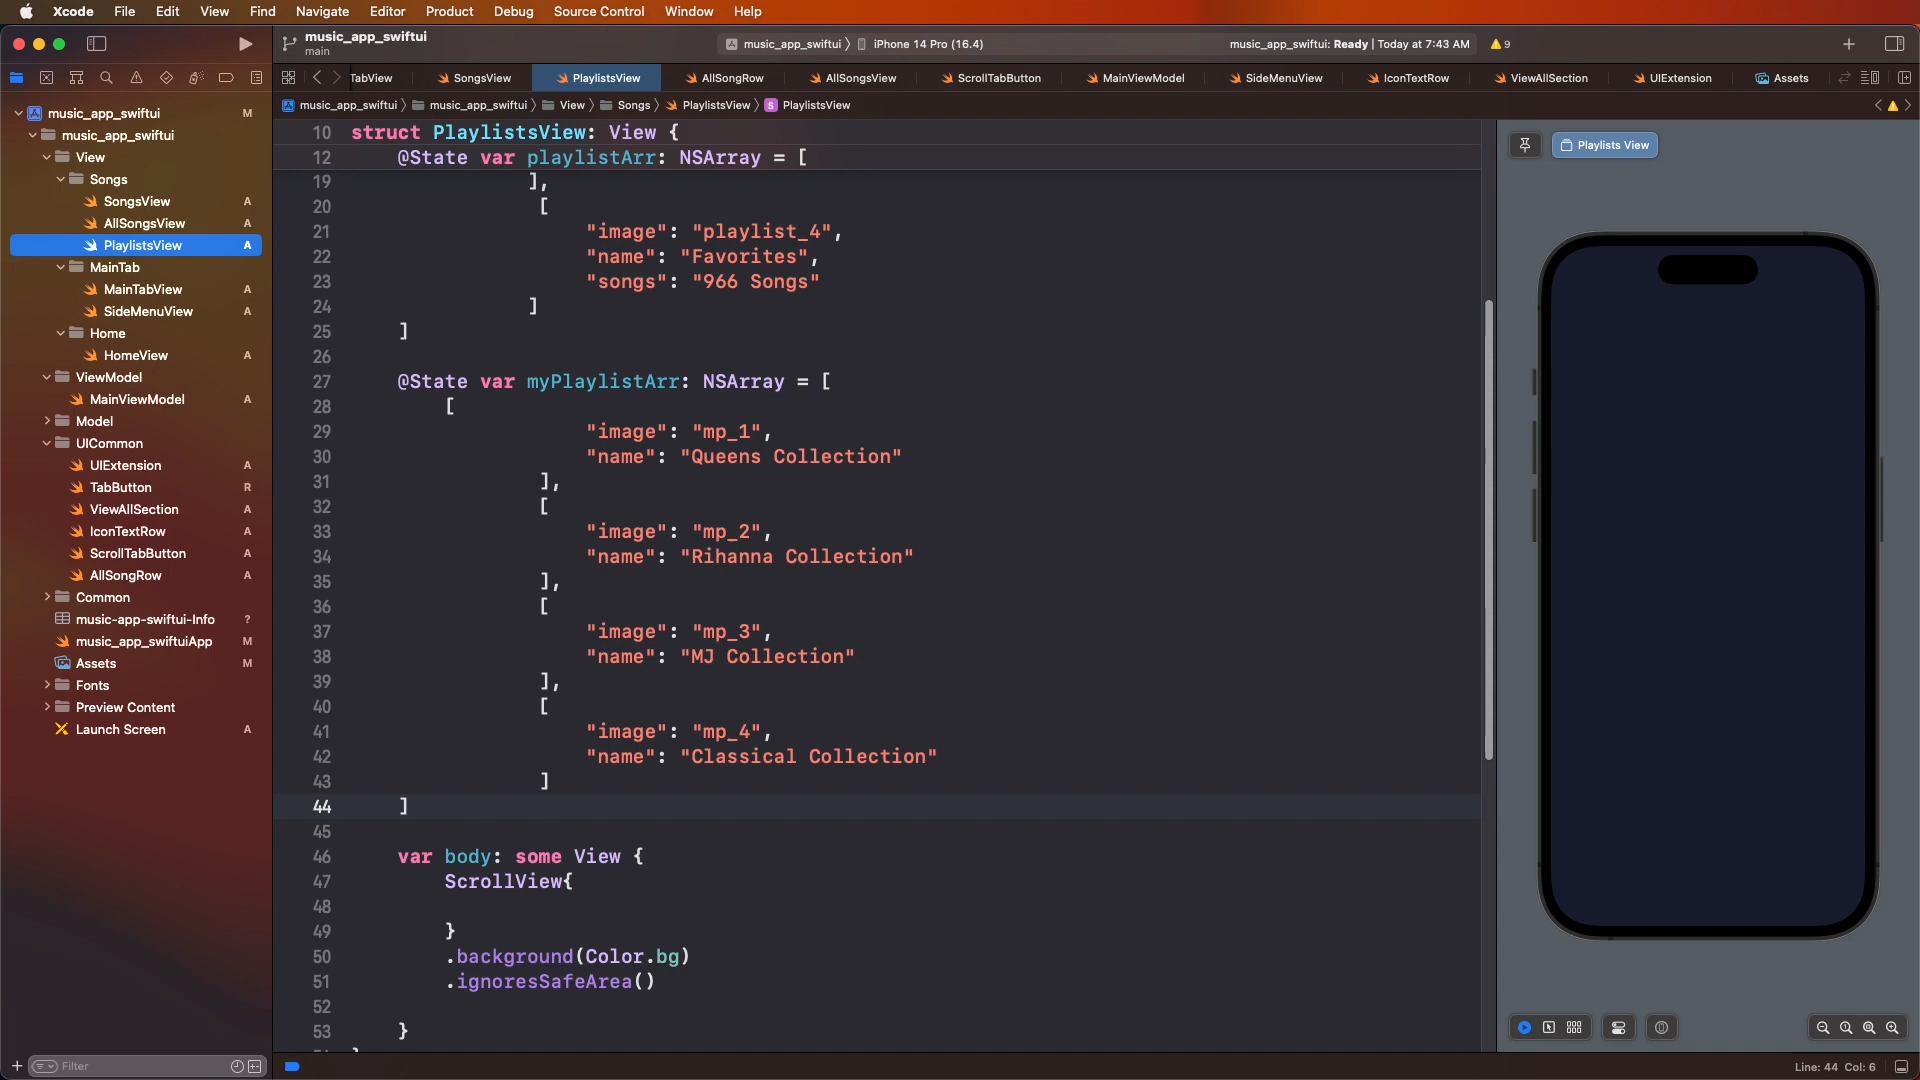 Xcode File Edit View Find Navigate Editor Product Debug Source Control Window Help
music_app_swiftui
main
music_app_swiftui 〉 iPhone 14 Pro (16.4)
music_app_swiftui: Ready | Today at 7:43 AM
9
TabView SongsView PlaylistsView AllSongRow AllSongsView ScrollTabButton MainViewModel SideMenuView IconTextRow ViewAllSection UIExtension Assets
music_app_swiftui 〉 music_app_swiftui 〉 View 〉 Songs 〉 PlaylistsView 〉 S PlaylistsView
music_app_swiftui M
music_app_swiftui
View
Songs
SongsView A
AllSongsView A
PlaylistsView A
MainTab
MainTabView A
SideMenuView A
Home
HomeView A
ViewModel
MainViewModel A
Model
UICommon
UIExtension A
TabButton R
ViewAllSection A
IconTextRow A
ScrollTabButton A
AllSongRow A
Common
music-app-swiftui-Info ?
music_app_swiftuiApp M
Assets M
Fonts
Preview Content
Launch Screen A
Filter
10 struct PlaylistsView: View {
12 @State var playlistArr: NSArray = [
19 ],
20 [
21 "image": "playlist_4",
22 "name": "Favorites",
23 "songs": "966 Songs"
24 ]
25 ]
26
27 @State var myPlaylistArr: NSArray = [
28 [
29 "image": "mp_1",
30 "name": "Queens Collection"
31 ],
32 [
33 "image": "mp_2",
34 "name": "Rihanna Collection"
35 ],
36 [
37 "image": "mp_3",
38 "name": "MJ Collection"
39 ],
40 [
41 "image": "mp_4",
42 "name": "Classical Collection"
43 ]
44 ]
45
46 var body: some View {
47 ScrollView{
48
49 }
50 .background(Color.bg)
51 .ignoresSafeArea()
52
53 }
Playlists View
Line: 44 Col: 6